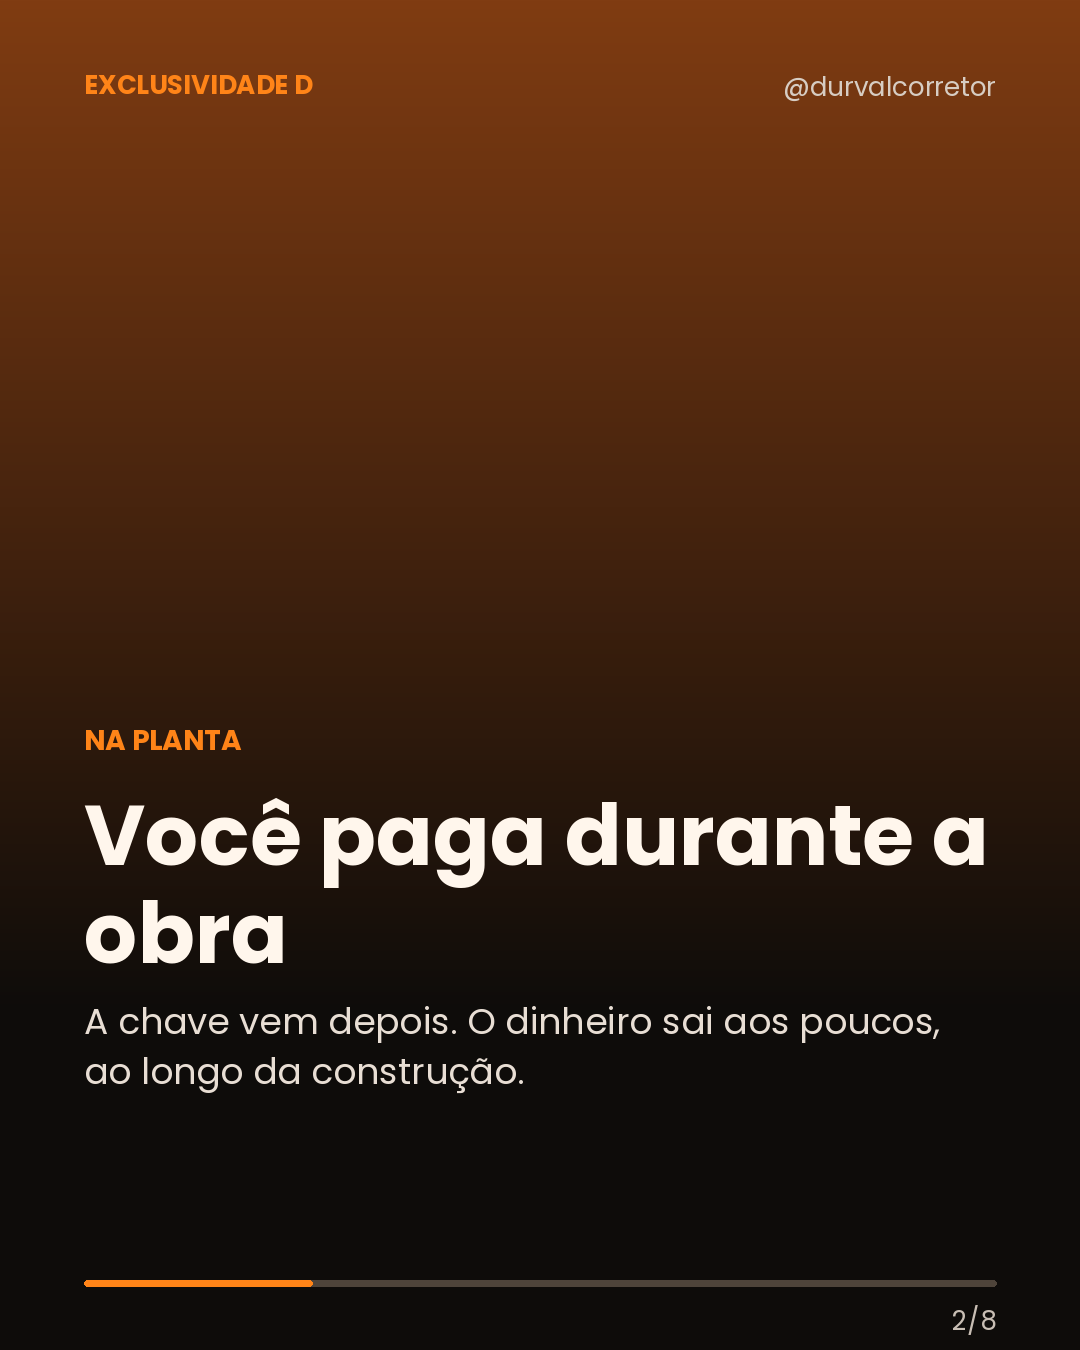 EXCLUSIVIDADE D
@durvalcorretor
NA PLANTA
Você paga durante a
obra
A chave vem depois. O dinheiro sai aos poucos,
ao longo da construção.
2/8